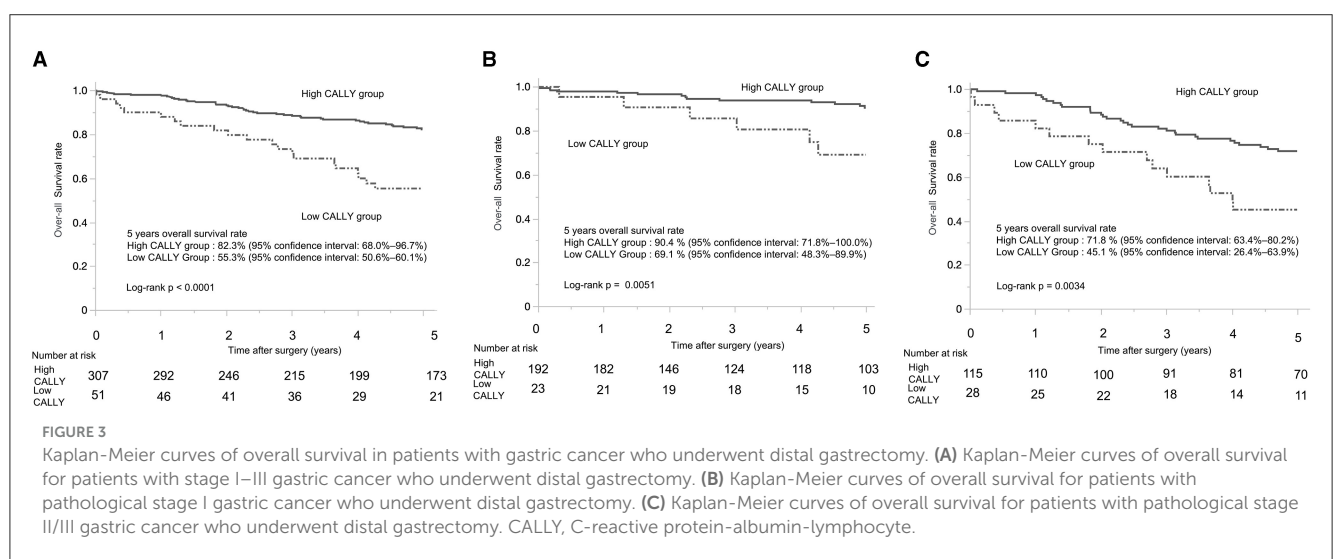 A
1.0
0.8
0.6
0.4
0.2
0
Over-all Survival rate
High CALLY group
Low CALLY group
5 years overall survival rate
High CALLY group : 82.3% (95% confidence interval: 68.0%–96.7%)
Low CALLY Group : 55.3% (95% confidence interval: 50.6%–60.1%)
Log-rank p < 0.0001
0 1 2 3 4 5
Time after surgery (years)
Number at risk
High
CALLY 307 292 246 215 199 173
Low
CALLY 51 46 41 36 29 21
B
1.0
0.8
0.6
0.4
0.2
0
Over-all Survival rate
High CALLY group
Low CALLY group
5 years overall survival rate
High CALLY group : 90.4 % (95% confidence interval: 71.8%–100.0%)
Low CALLY Group : 69.1 % (95% confidence interval: 48.3%–89.9%)
Log-rank p = 0.0051
0 1 2 3 4 5
Time after surgery (years)
Number at risk
High
CALLY 192 182 146 124 118 103
Low
CALLY 23 21 19 18 15 10
C
1.0
0.8
0.6
0.4
0.2
0
Over-all Survival rate
High CALLY group
Low CALLY group
5 years overall survival rate
High CALLY group : 71.8 % (95% confidence interval: 63.4%–80.2%)
Low CALLY Group : 45.1 % (95% confidence interval: 26.4%–63.9%)
Log-rank p = 0.0034
0 1 2 3 4 5
Time after surgery (years)
Number at risk
High
CALLY 115 110 100 91 81 70
Low
CALLY 28 25 22 18 14 11
FIGURE 3
Kaplan-Meier curves of overall survival in patients with gastric cancer who underwent distal gastrectomy. (A) Kaplan-Meier curves of overall survival
for patients with stage I–III gastric cancer who underwent distal gastrectomy. (B) Kaplan-Meier curves of overall survival for patients with
pathological stage I gastric cancer who underwent distal gastrectomy. (C) Kaplan-Meier curves of overall survival for patients with pathological stage
II/III gastric cancer who underwent distal gastrectomy. CALLY, C-reactive protein-albumin-lymphocyte.